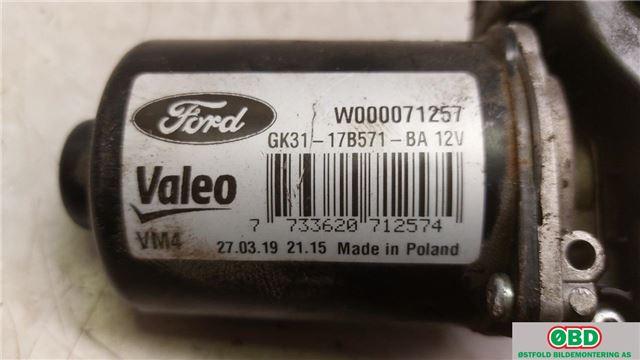 Ford
W000071257
GK31-17B571-BA 12V
Valeo
7 733620 712574
VM4
27.03.19 21.15 Made in Poland
ØBD
ØSTFOLD BILDEMONTERING AS